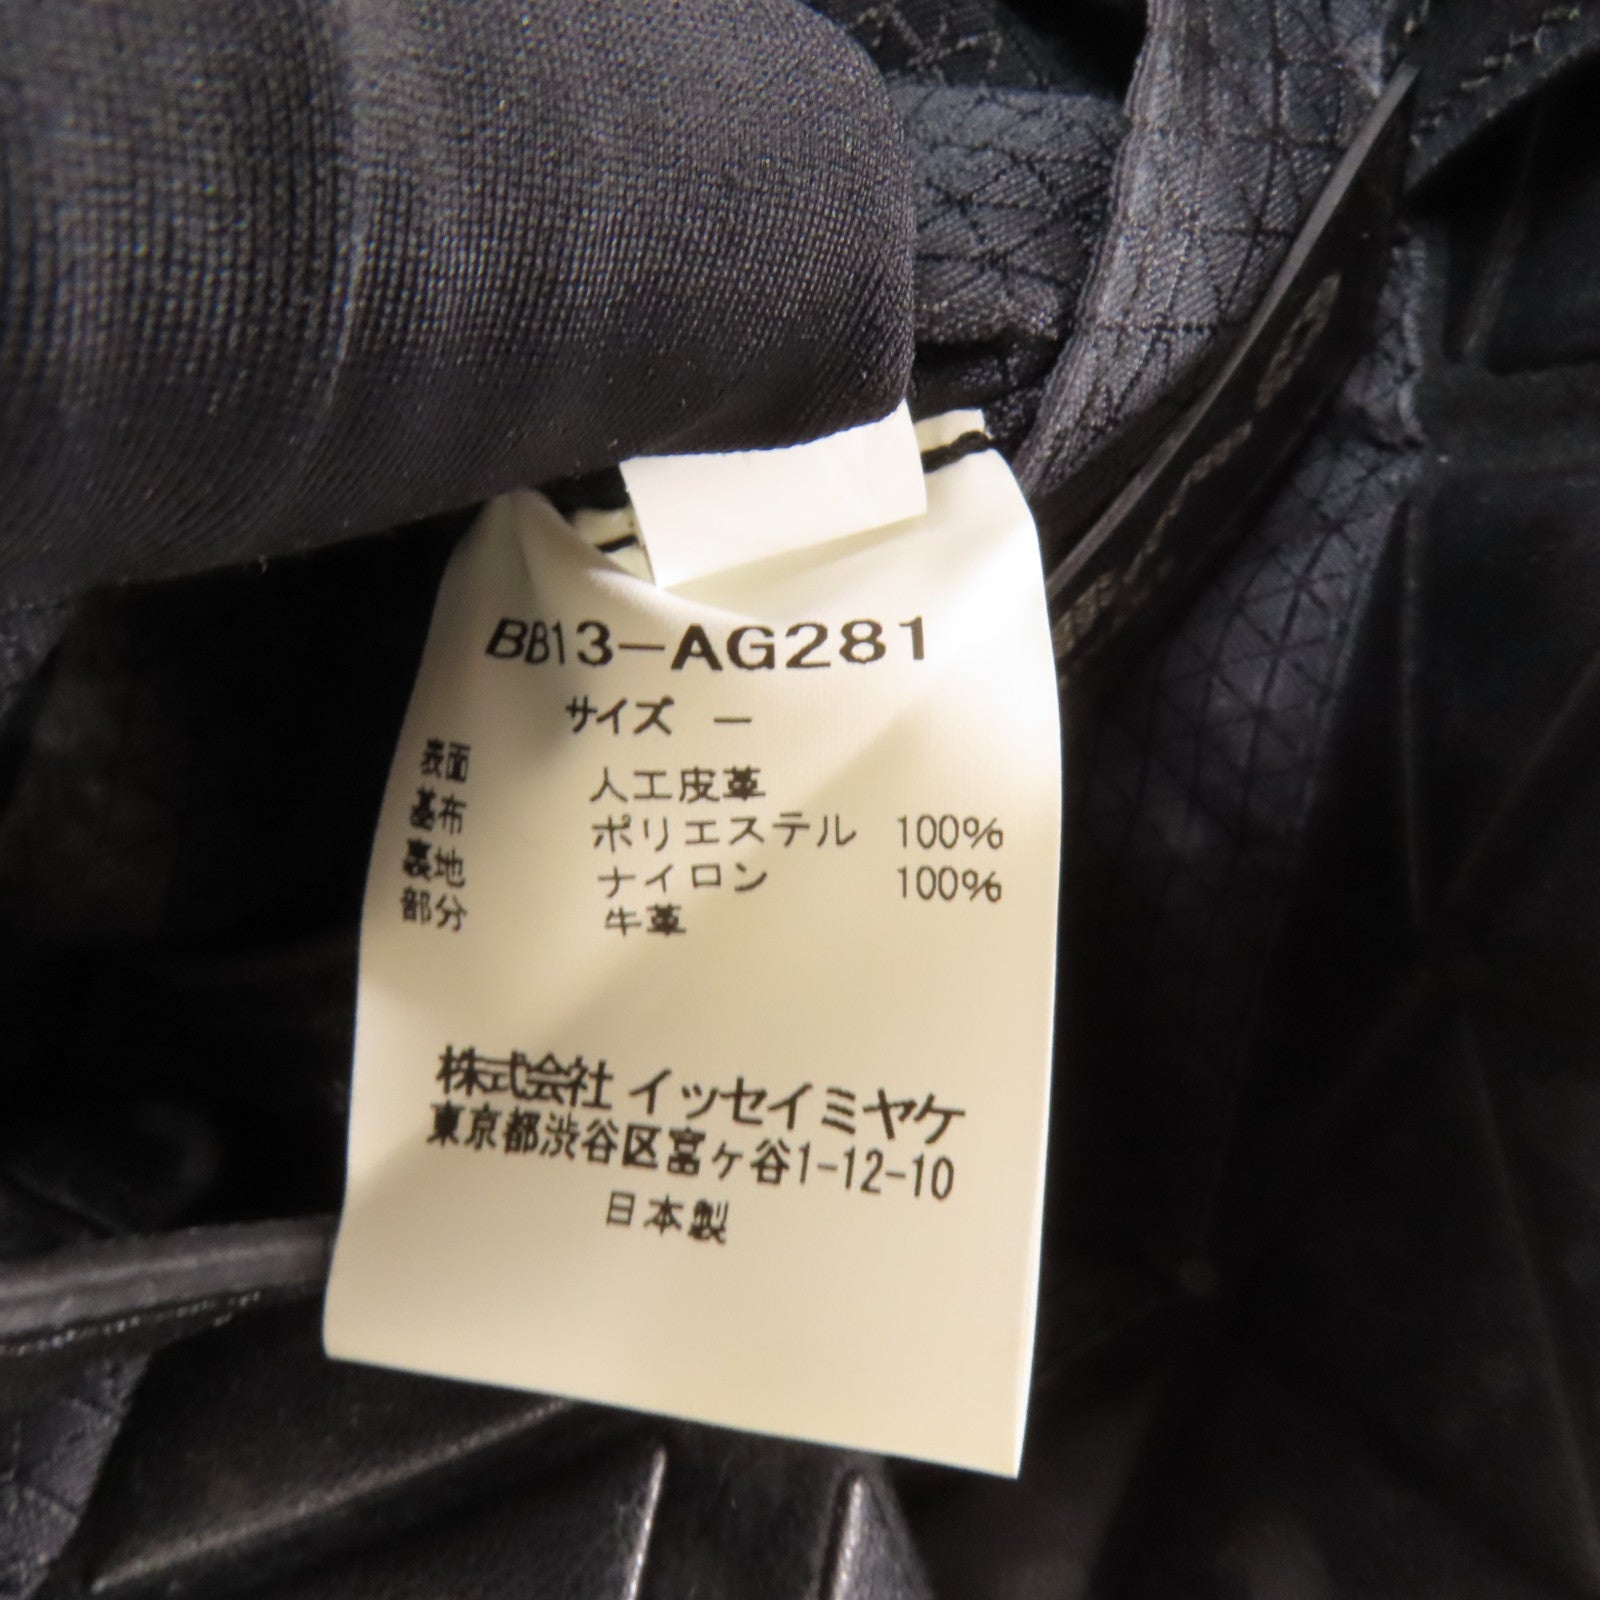 BB13-AG281
サイズ －
表面 人工皮革
基布 ポリエステル 100%
裏地 ナイロン 100%
部分 牛革
株式会社 イッセイミヤケ
東京都渋谷区富ヶ谷1-12-10
日本製